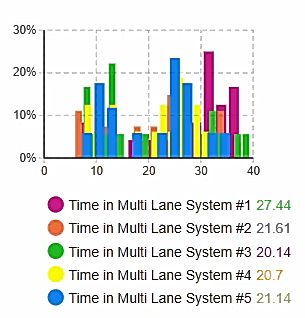 30%
20%
10%
0%
0 10 20 30 40
Time in Multi Lane System #1 27.44
Time in Multi Lane System #2 21.61
Time in Multi Lane System #3 20.14
Time in Multi Lane System #4 20.7
Time in Multi Lane System #5 21.14